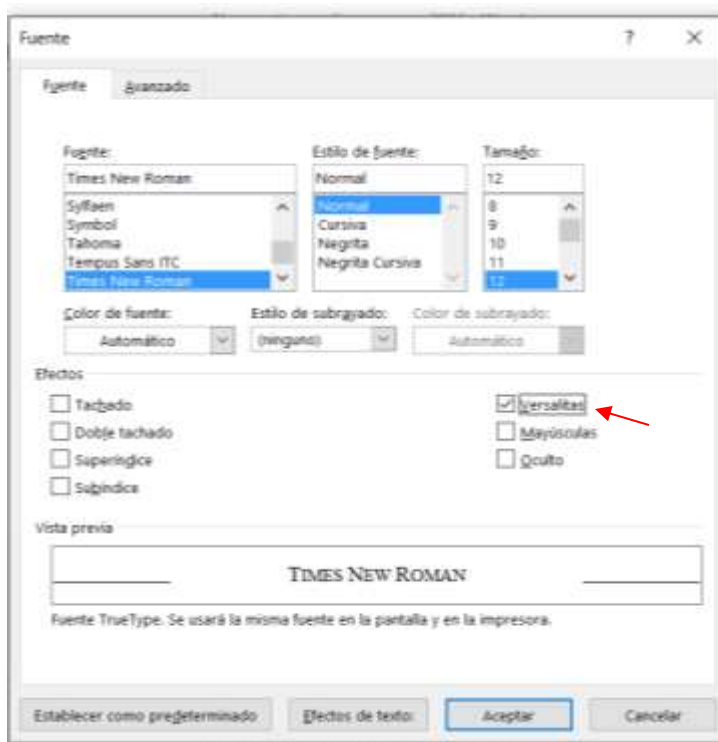 Fuente ? ×
Fuente Avanzado
Fuente: Estilo de fuente: Tamaño:
Times New Roman Normal 12
Sylfaen Normal 8
Symbol Cursiva 9
Tahoma Negrita 10
Tempus Sans ITC Negrita Cursiva 11
Times New Roman 12
Color de fuente: Estilo de subrayado: Color de subrayado:
Automático (ninguno) Automático
Efectos
Tachado Versalitas
Doble tachado Mayúsculas
Superíndice Oculto
Subíndice
Vista previa
TIMES NEW ROMAN
Fuente TrueType. Se usará la misma fuente en la pantalla y en la impresora.
Establecer como predeterminado Efectos de texto: Aceptar Cancelar